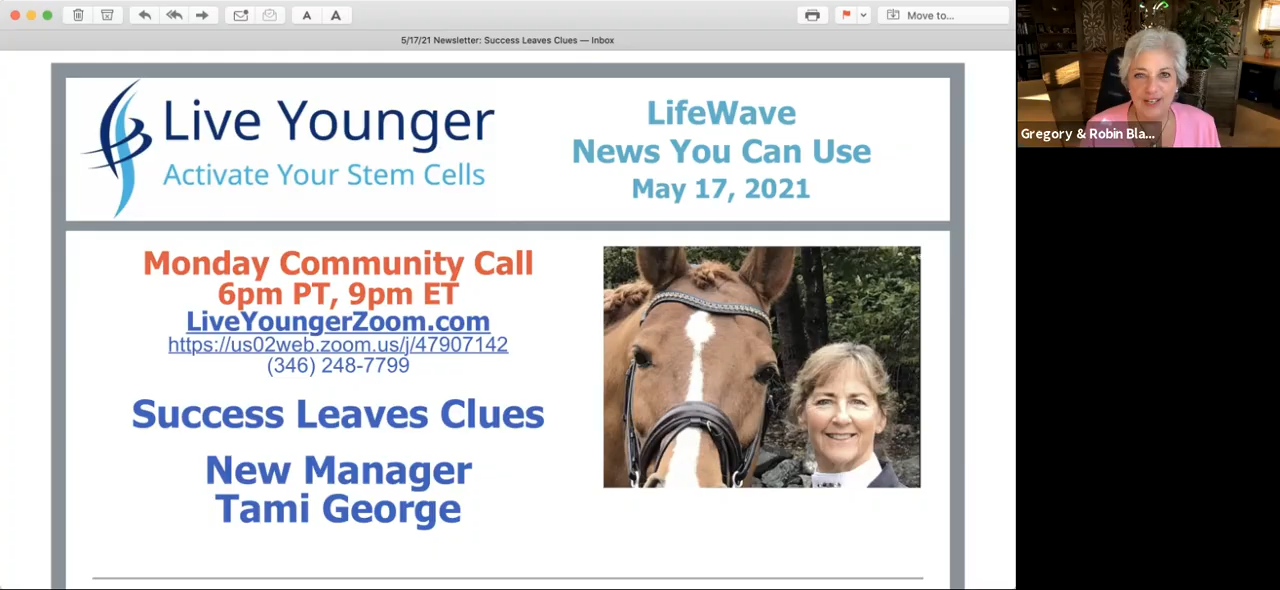 A A
Move to...
5/17/21 Newsletter: Success Leaves Clues — Inbox
Live Younger
Activate Your Stem Cells
LifeWave
News You Can Use
May 17, 2021
Monday Community Call
6pm PT, 9pm ET
LiveYoungerZoom.com
https://us02web.zoom.us/j/47907142
(346) 248-7799
Success Leaves Clues
New Manager
Tami George
Gregory & Robin Bla...